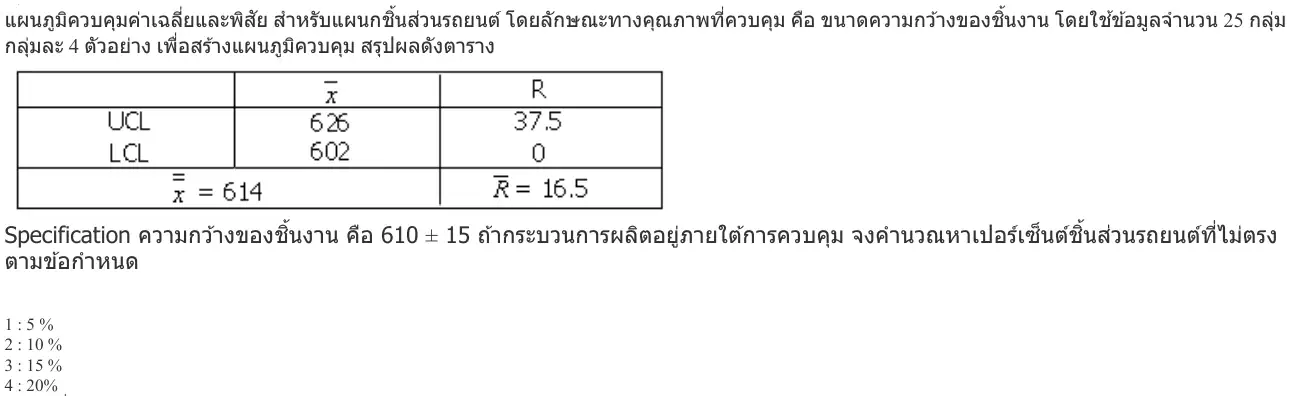 แผนภูมิควบคุมค่าเฉลี่ยและพิสัย สำหรับแผนกชิ้นส่วนรถยนต์ โดยลักษณะทางคุณภาพที่ควบคุม คือ ขนาดความกว้างของชิ้นงาน โดยใช้ข้อมูลจำนวน 25 กลุ่ม
กลุ่มละ 4 ตัวอย่าง เพื่อสร้างแผนภูมิควบคุม สรุปผลดังตาราง
x̅ R
UCL 626 37.5
LCL 602 0
x̿ = 614 R̅ = 16.5
Specification ความกว้างของชิ้นงาน คือ 610 ± 15 ถ้ากระบวนการผลิตอยู่ภายใต้การควบคุม จงคำนวณหาเปอร์เซ็นต์ชิ้นส่วนรถยนต์ที่ไม่ตรง
ตามข้อกำหนด
1 : 5 %
2 : 10 %
3 : 15 %
4 : 20%